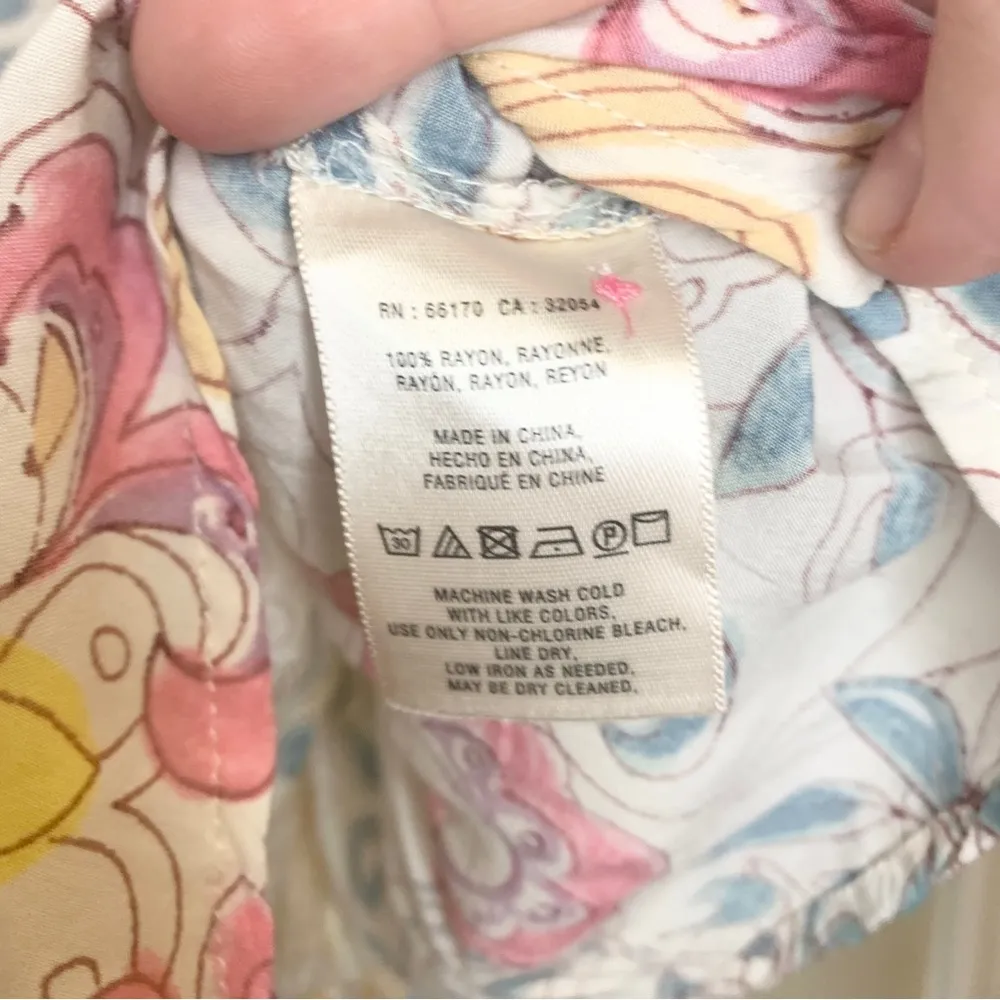 RN : 66170 CA : 32054
100% RAYON, RAYONNE,
RAYÓN, RAYON, REYON
MADE IN CHINA,
HECHO EN CHINA,
FABRIQUÉ EN CHINE
30 P
MACHINE WASH COLD
WITH LIKE COLORS,
USE ONLY NON-CHLORINE BLEACH.
LINE DRY,
LOW IRON AS NEEDED,
MAY BE DRY CLEANED,